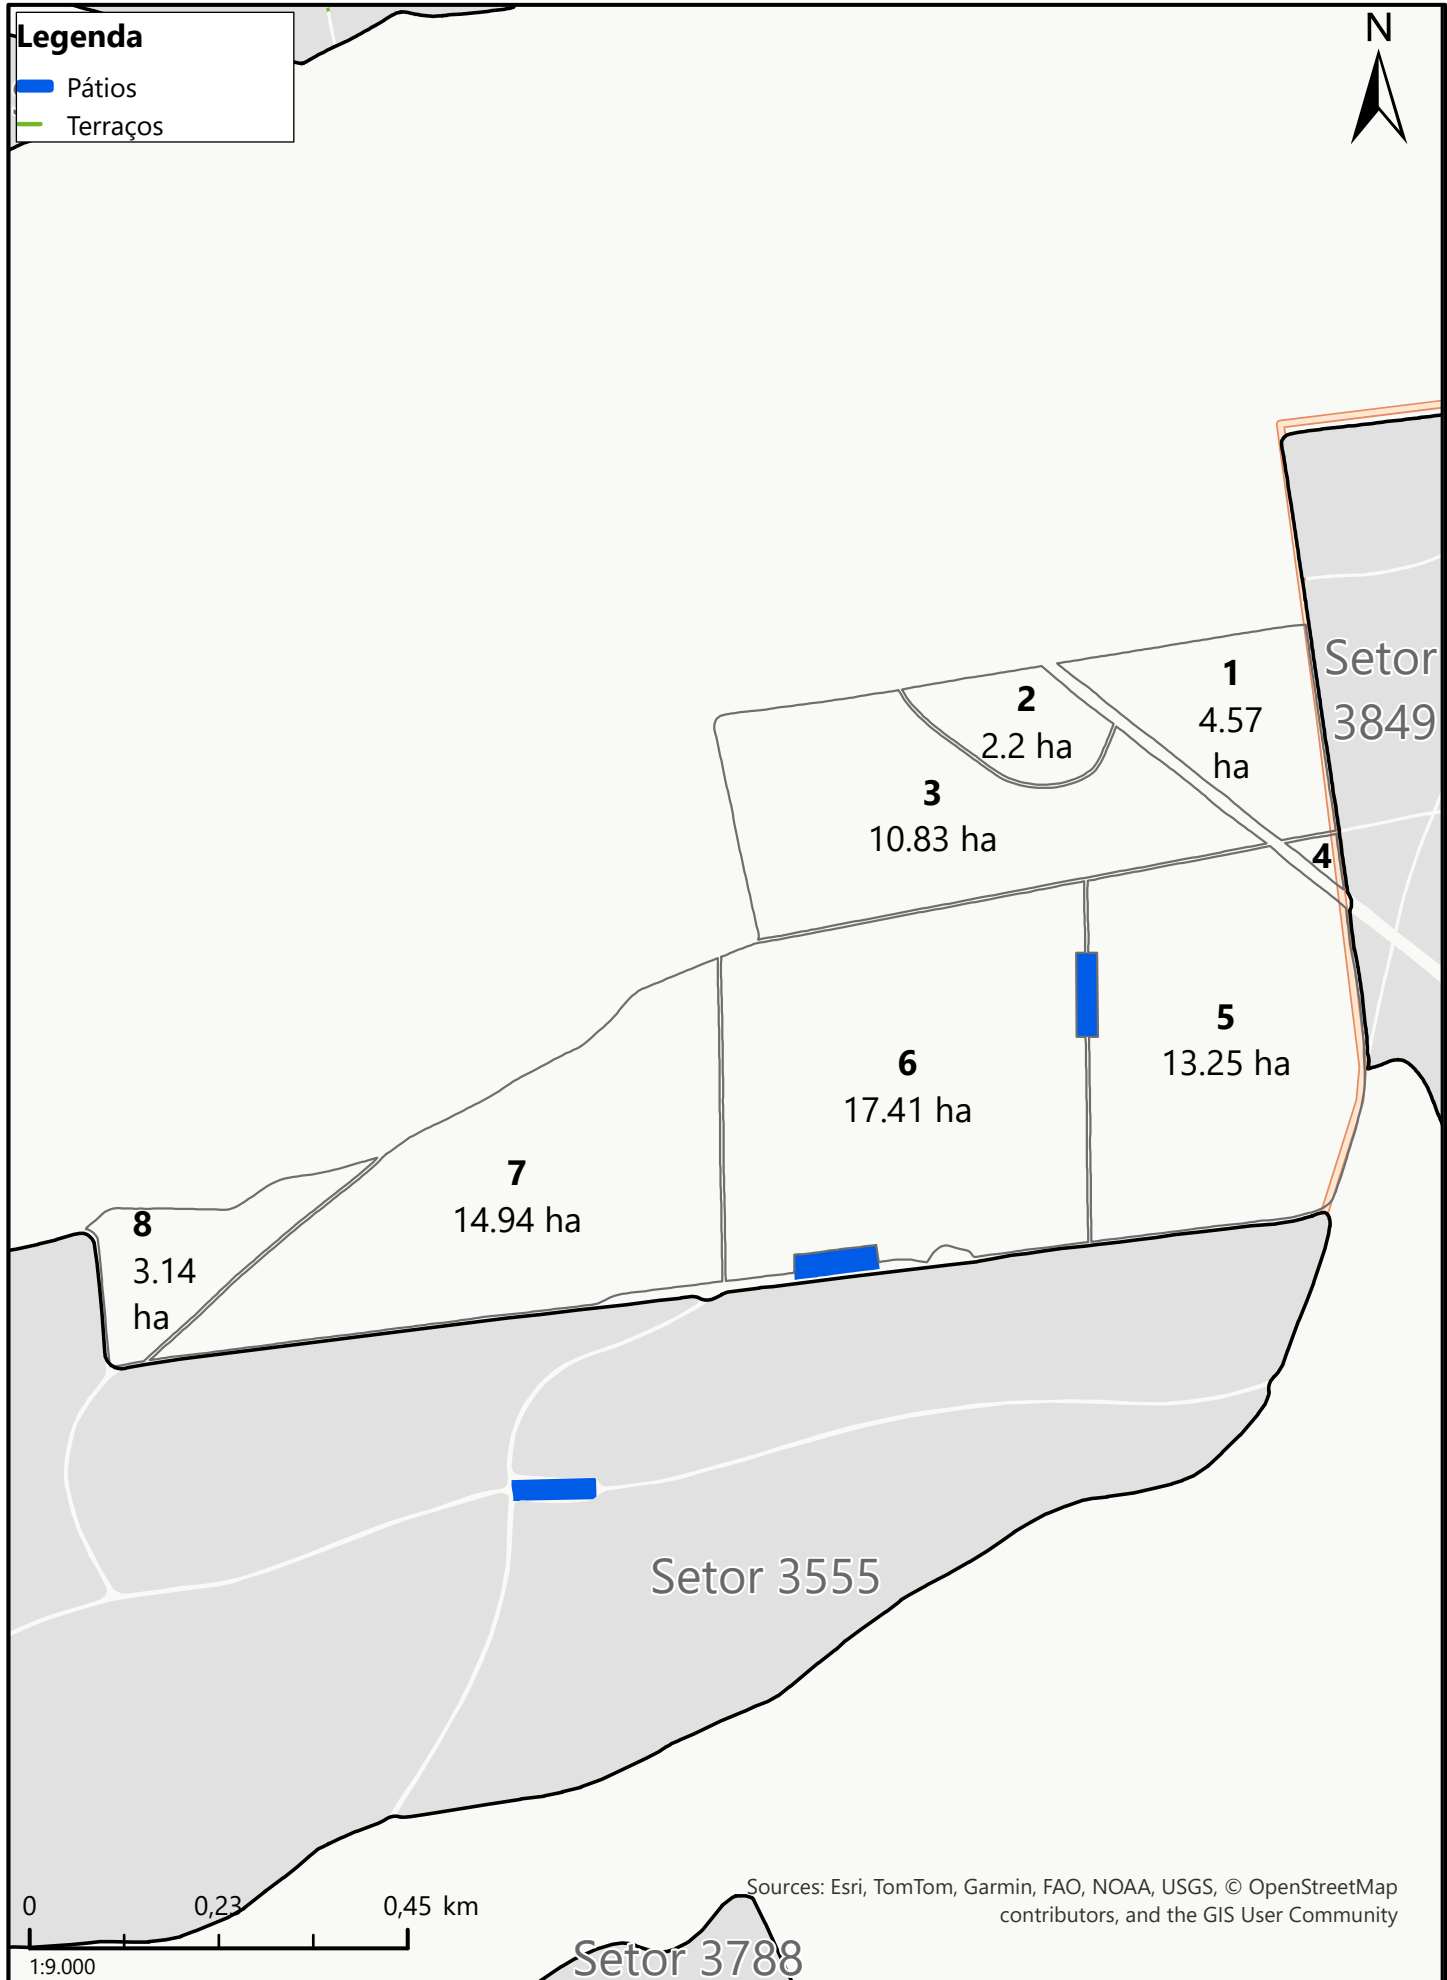 Legenda
Pátios
Terraços
N
Setor
3849
1
4.57
ha
2
2.2 ha
3
10.83 ha
4
5
13.25 ha
6
17.41 ha
7
14.94 ha
8
3.14
ha
Setor 3555
Sources: Esri, TomTom, Garmin, FAO, NOAA, USGS, © OpenStreetMap
contributors, and the GIS User Community
0 0,23 0,45 km
1:9.000
Setor 3788